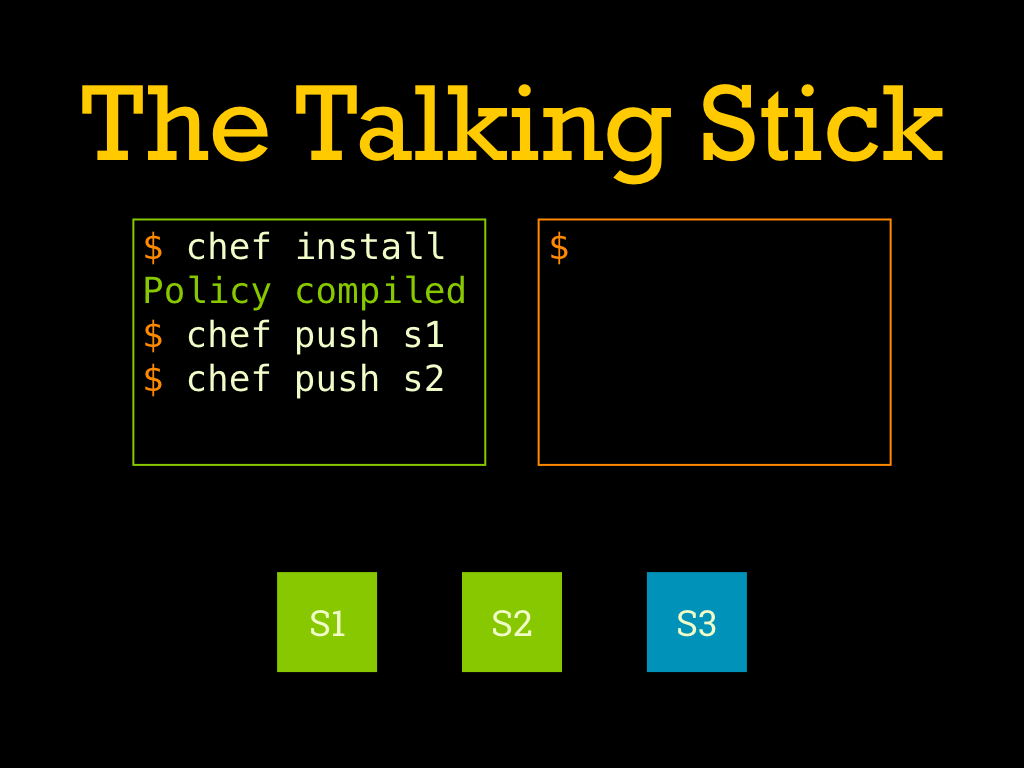 The Talking Stick
$ chef install
Policy compiled
$ chef push s1
$ chef push s2
$
S1
S2
S3